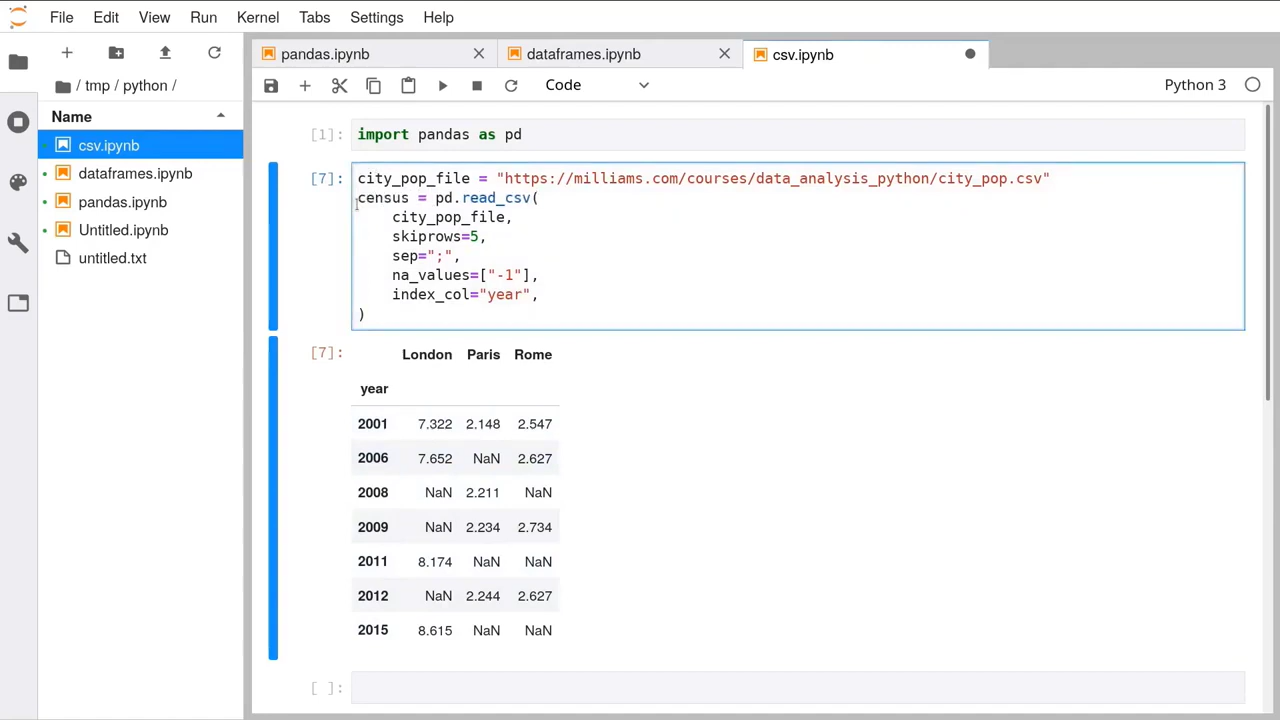 File Edit View Run Kernel Tabs Settings Help
pandas.ipynb dataframes.ipynb csv.ipynb
/ tmp / python /
Code Python 3
Name
csv.ipynb
dataframes.ipynb
pandas.ipynb
Untitled.ipynb
untitled.txt
[1]: import pandas as pd
[7]: city_pop_file = "https://milliams.com/courses/data_analysis_python/city_pop.csv"
census = pd.read_csv(
    city_pop_file,
    skiprows=5,
    sep=";",
    na_values=["-1"],
    index_col="year",
)
[7]: London Paris Rome
year
2001 7.322 2.148 2.547
2006 7.652 NaN 2.627
2008 NaN 2.211 NaN
2009 NaN 2.234 2.734
2011 8.174 NaN NaN
2012 NaN 2.244 2.627
2015 8.615 NaN NaN
[ ]: